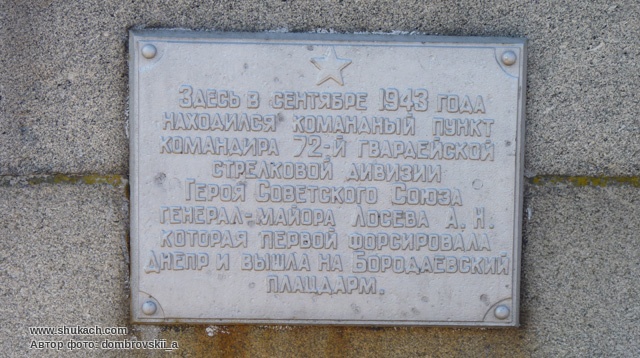 Здесь в сентябре 1943 года
находился командный пункт
командира 72-й гвардейской
стрелковой дивизии
Героя Советского Союза
генерал-майора Лосева А. И.
которая первой форсировала
Днепр и вышла на Бородаевский
плацдарм.
www.shukach.com
Автор фото: dombrovskii_a